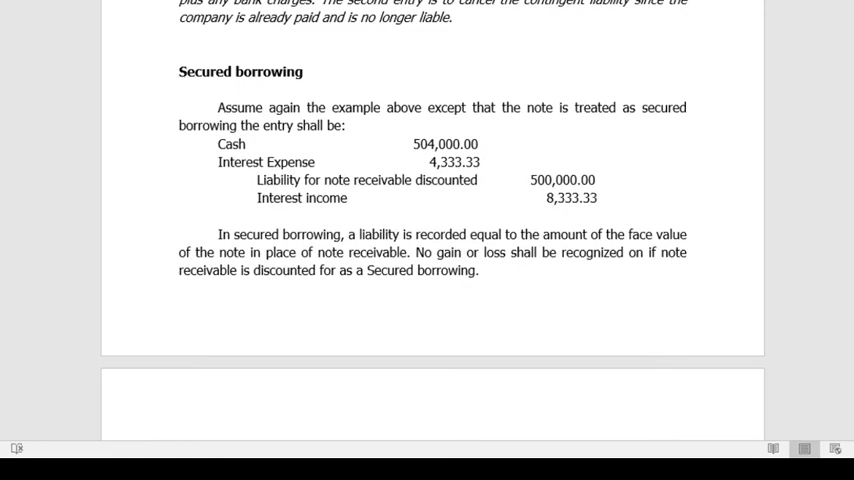 plus any bank charges. The second entry is to cancel the contingent liability since the
company is already paid and is no longer liable.
Secured borrowing
Assume again the example above except that the note is treated as secured
borrowing the entry shall be:
Cash 504,000.00
Interest Expense 4,333.33
Liability for note receivable discounted 500,000.00
Interest income 8,333.33
In secured borrowing, a liability is recorded equal to the amount of the face value
of the note in place of note receivable. No gain or loss shall be recognized on if note
receivable is discounted for as a Secured borrowing.